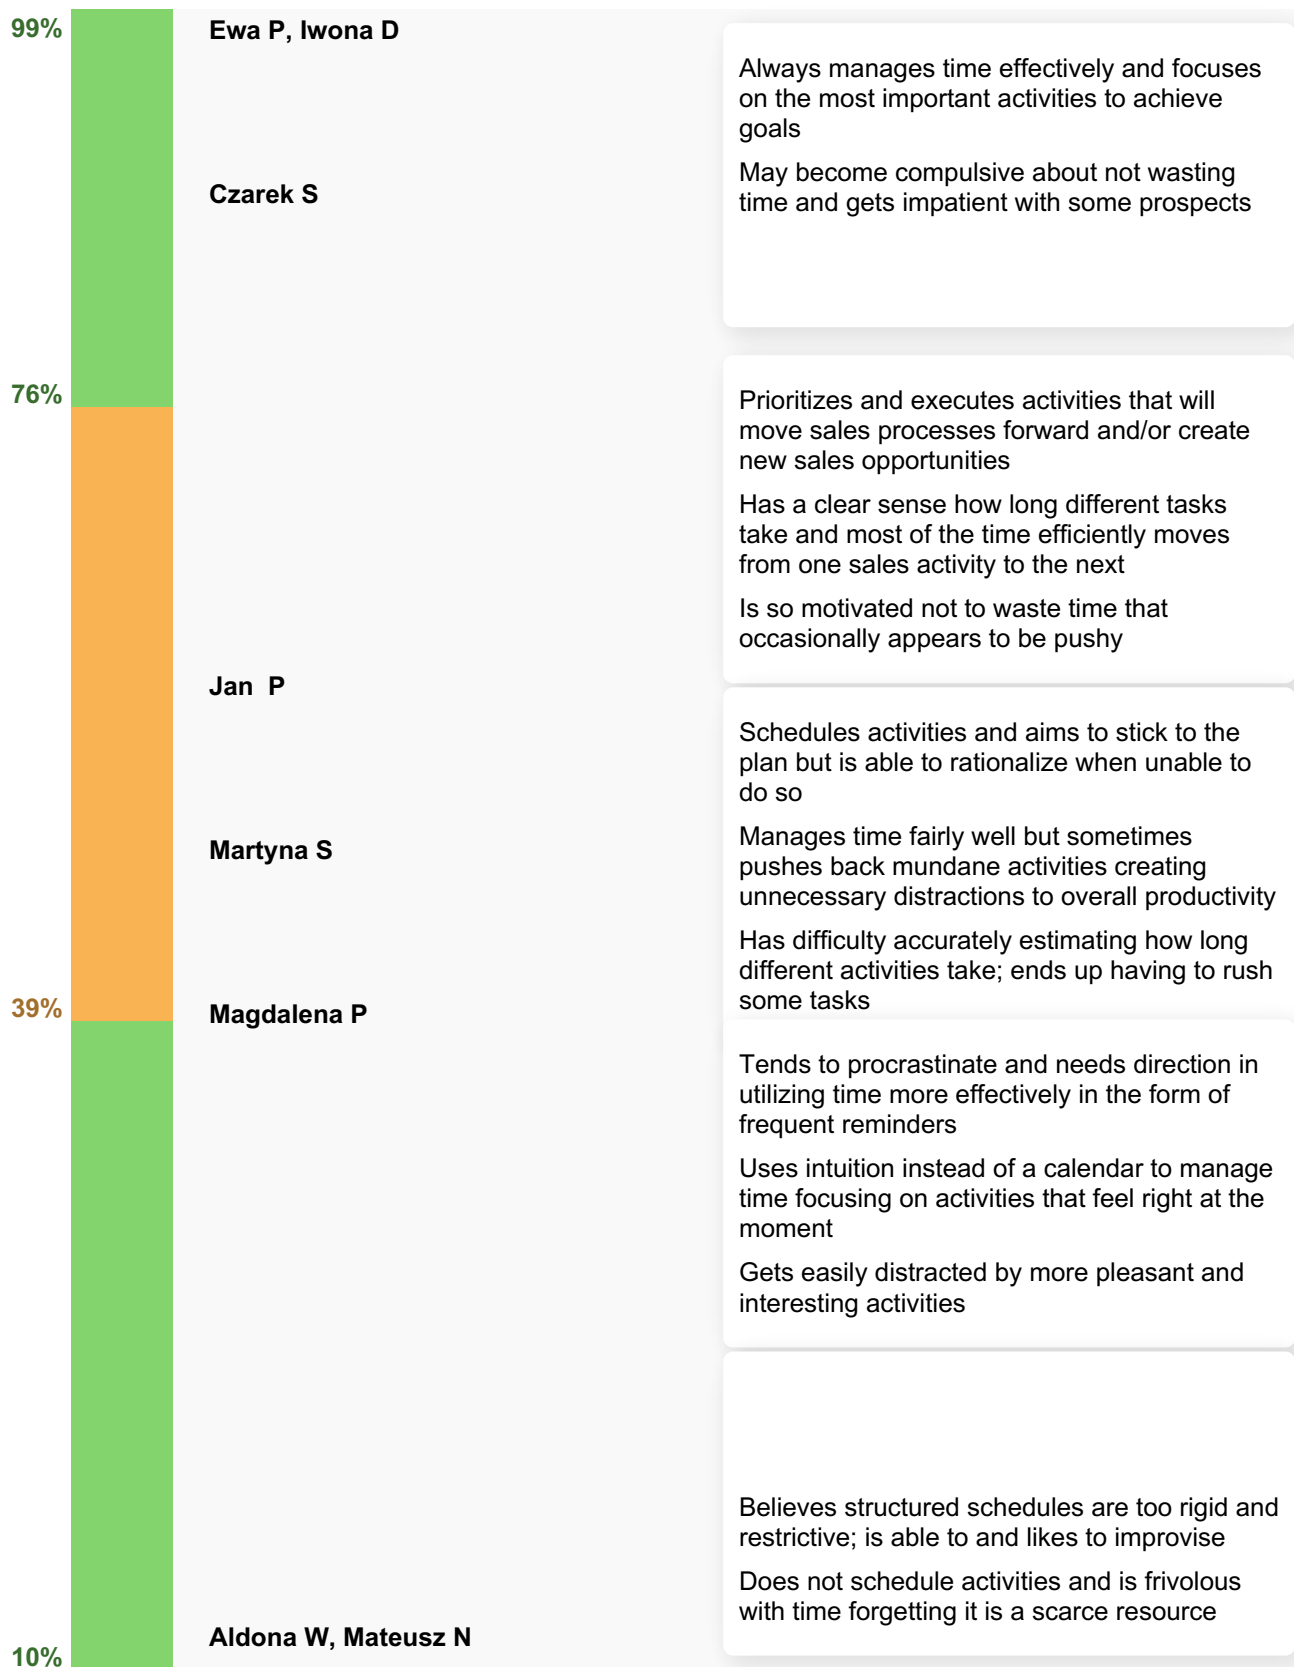 99%
Ewa P, Iwona D
Always manages time effectively and focuses
on the most important activities to achieve
goals
May become compulsive about not wasting
time and gets impatient with some prospects
Czarek S
76%
Prioritizes and executes activities that will
move sales processes forward and/or create
new sales opportunities
Has a clear sense how long different tasks
take and most of the time efficiently moves
from one sales activity to the next
Is so motivated not to waste time that
occasionally appears to be pushy
Jan P
Schedules activities and aims to stick to the
plan but is able to rationalize when unable to
do so
Martyna S
Manages time fairly well but sometimes
pushes back mundane activities creating
unnecessary distractions to overall productivity
Has difficulty accurately estimating how long
different activities take; ends up having to rush
some tasks
39%
Magdalena P
Tends to procrastinate and needs direction in
utilizing time more effectively in the form of
frequent reminders
Uses intuition instead of a calendar to manage
time focusing on activities that feel right at the
moment
Gets easily distracted by more pleasant and
interesting activities
Believes structured schedules are too rigid and
restrictive; is able to and likes to improvise
Does not schedule activities and is frivolous
with time forgetting it is a scarce resource
Aldona W, Mateusz N
10%